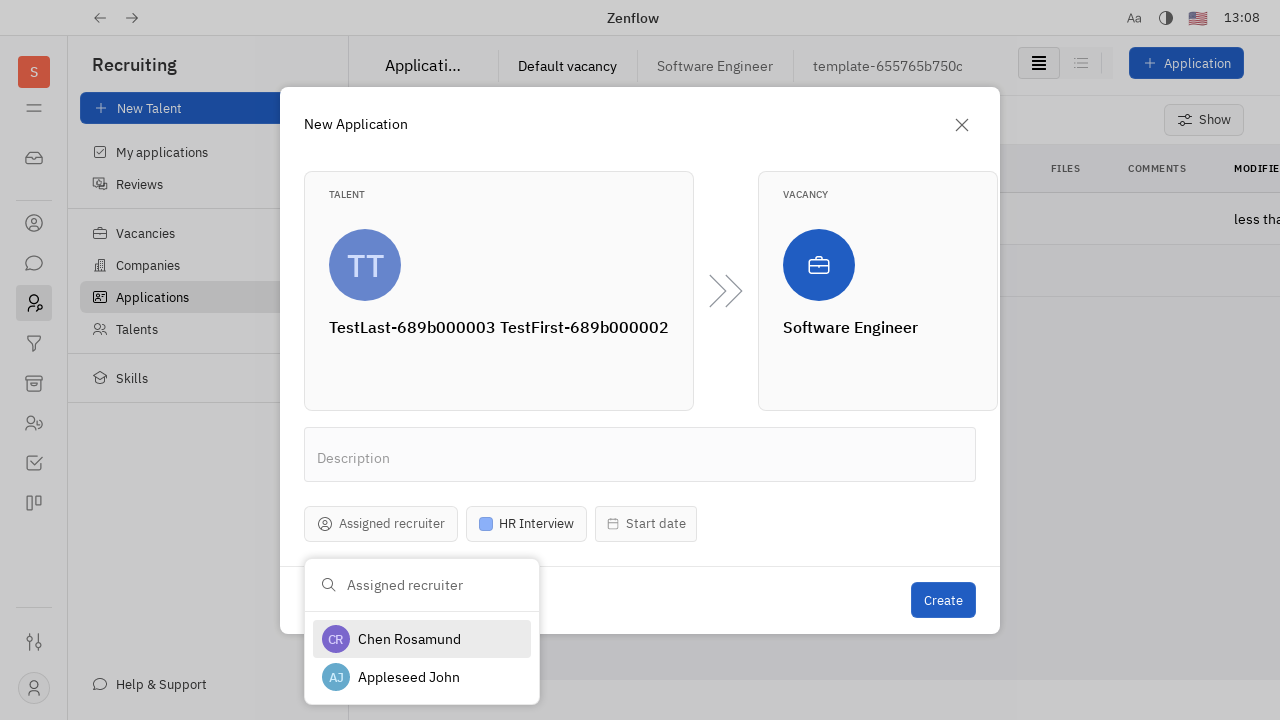 Zenflow
Aa
13:08
S
Recruiting
New Talent
My applications
Reviews
Vacancies
Companies
Applications
Talents
Skills
Help & Support
Applicati...
Default vacancy
Software Engineer
template-655765b750c
Application
Show
FILES
COMMENTS
MODIFIE
less tha
New Application
TALENT
TT
TestLast-689b000003 TestFirst-689b000002
VACANCY
Software Engineer
Description
Assigned recruiter
HR Interview
Start date
Assigned recruiter
CR Chen Rosamund
AJ Appleseed John
Create